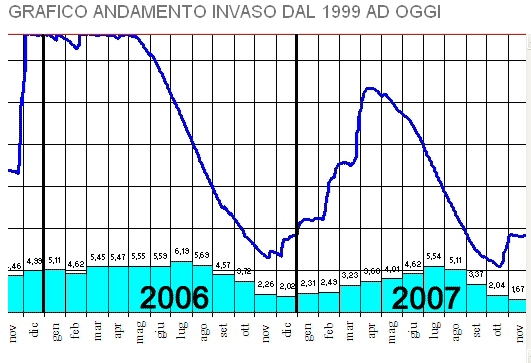 GRAFICO ANDAMENTO INVASO DAL 1999 AD OGGI
,46 4,39 5,11 4,62 5,45 5,47 5,55 5,59 6,19 5,69 4,57 3,72 2,26 2,02 2,31 2,49 3,23 3,60 4,01 4,62 5,54 5,11 3,37 2,04 1,67
2006 2007
nov dic gen feb mar apr mag giu lug ago set ott nov dic gen feb mar apr mag giu lug ago set ott nov